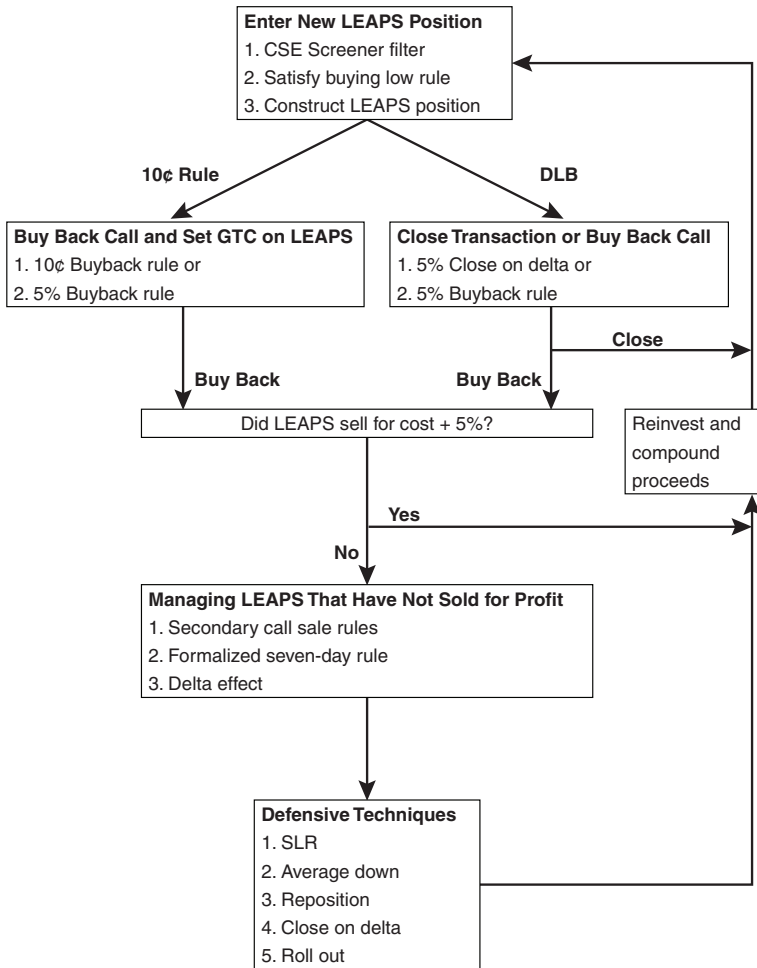 Enter New LEAPS Position
1. CSE Screener filter
2. Satisfy buying low rule
3. Construct LEAPS position
10¢ Rule
DLB
Buy Back Call and Set GTC on LEAPS
1. 10¢ Buyback rule or
2. 5% Buyback rule
Close Transaction or Buy Back Call
1. 5% Close on delta or
2. 5% Buyback rule
Close
Buy Back
Buy Back
Did LEAPS sell for cost + 5%?
Reinvest and
compound
proceeds
Yes
No
Managing LEAPS That Have Not Sold for Profit
1. Secondary call sale rules
2. Formalized seven-day rule
3. Delta effect
Defensive Techniques
1. SLR
2. Average down
3. Reposition
4. Close on delta
5. Roll out